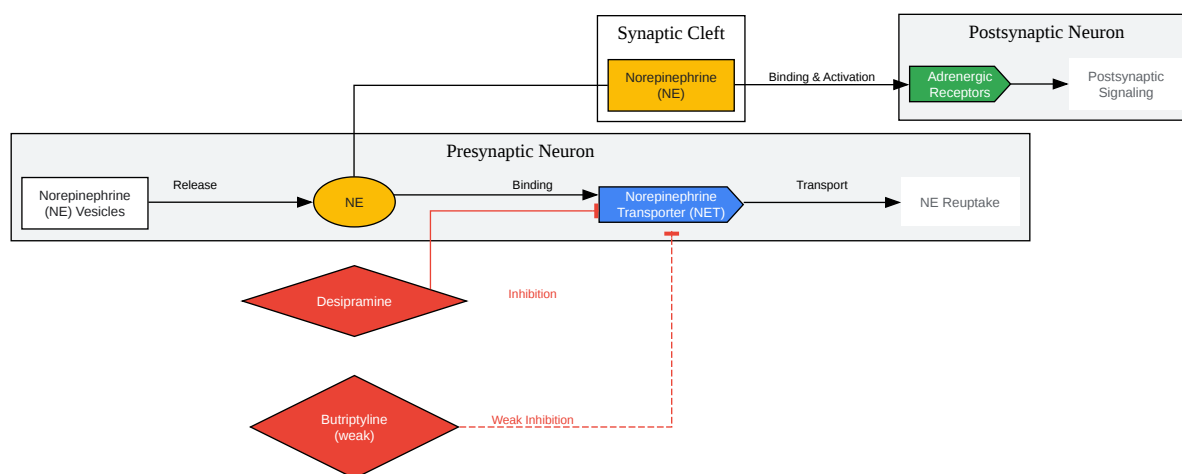 Synaptic Cleft
Norepinephrine
(NE)
Binding & Activation
Postsynaptic Neuron
Adrenergic
Receptors
Postsynaptic
Signaling
Presynaptic Neuron
Norepinephrine
(NE) Vesicles
Release
NE
Binding
Norepinephrine
Transporter (NET)
Transport
NE Reuptake
Desipramine
Inhibition
Butriptyline
(weak)
Weak Inhibition